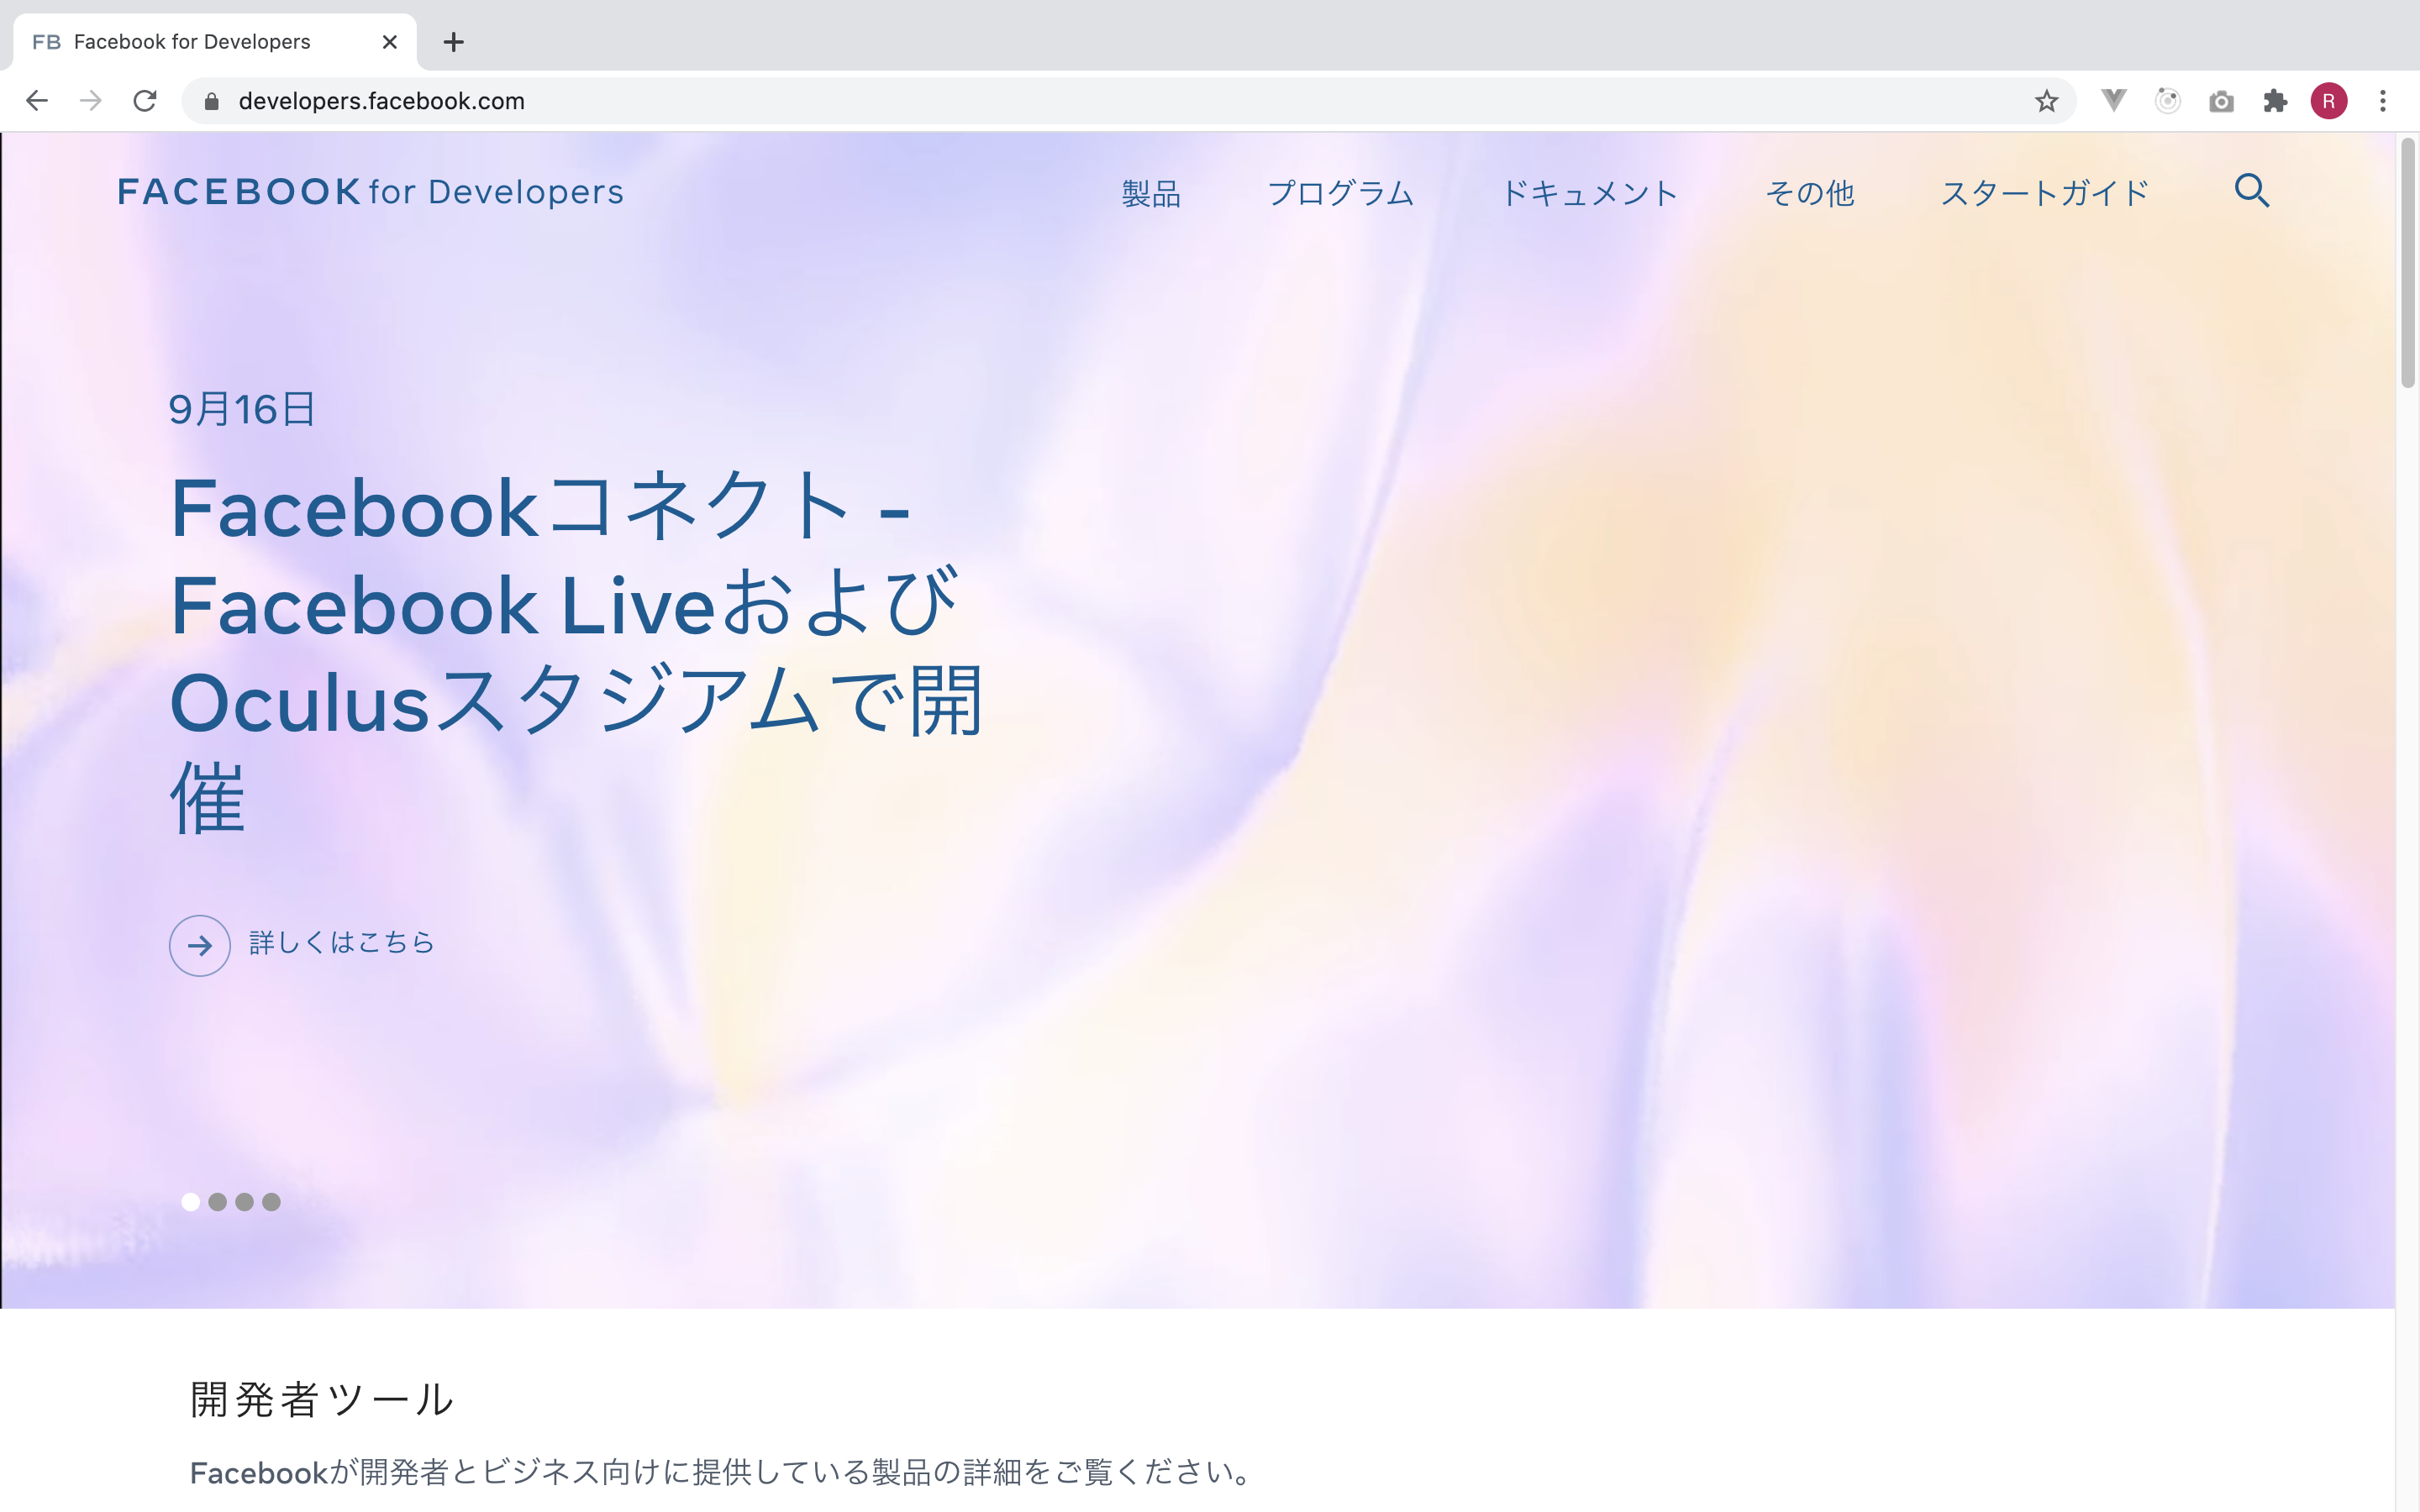 FB Facebook for Developers
developers.facebook.com
R
FACEBOOK for Developers
製品 プログラム ドキュメント その他 スタートガイド
9月16日
Facebookコネクト -
Facebook Liveおよび
Oculusスタジアムで開
催
詳しくはこちら
開発者ツール
Facebookが開発者とビジネス向けに提供している製品の詳細をご覧ください。